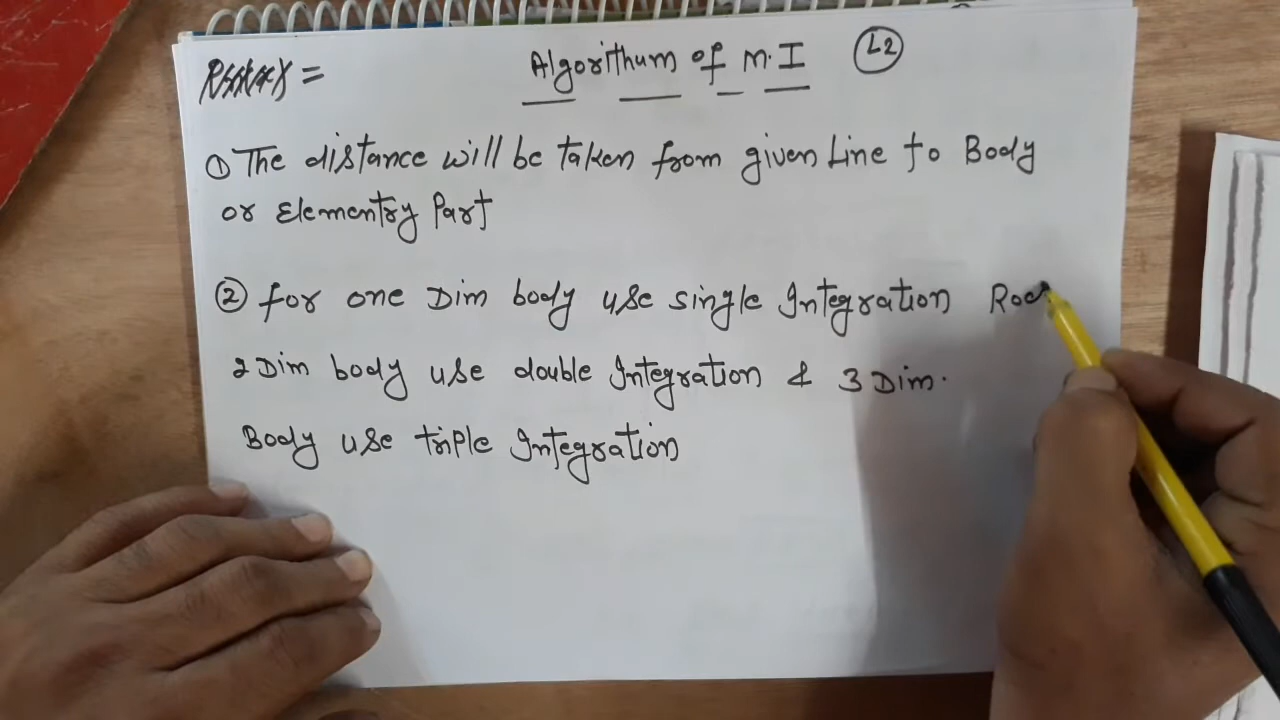 Algorithum of M.I L2
① The distance will be taken from given Line to Body
or Elementry Part
② for one Dim body use single Integration
2 Dim body use double Integration & 3 Dim.
Body use triple Integration